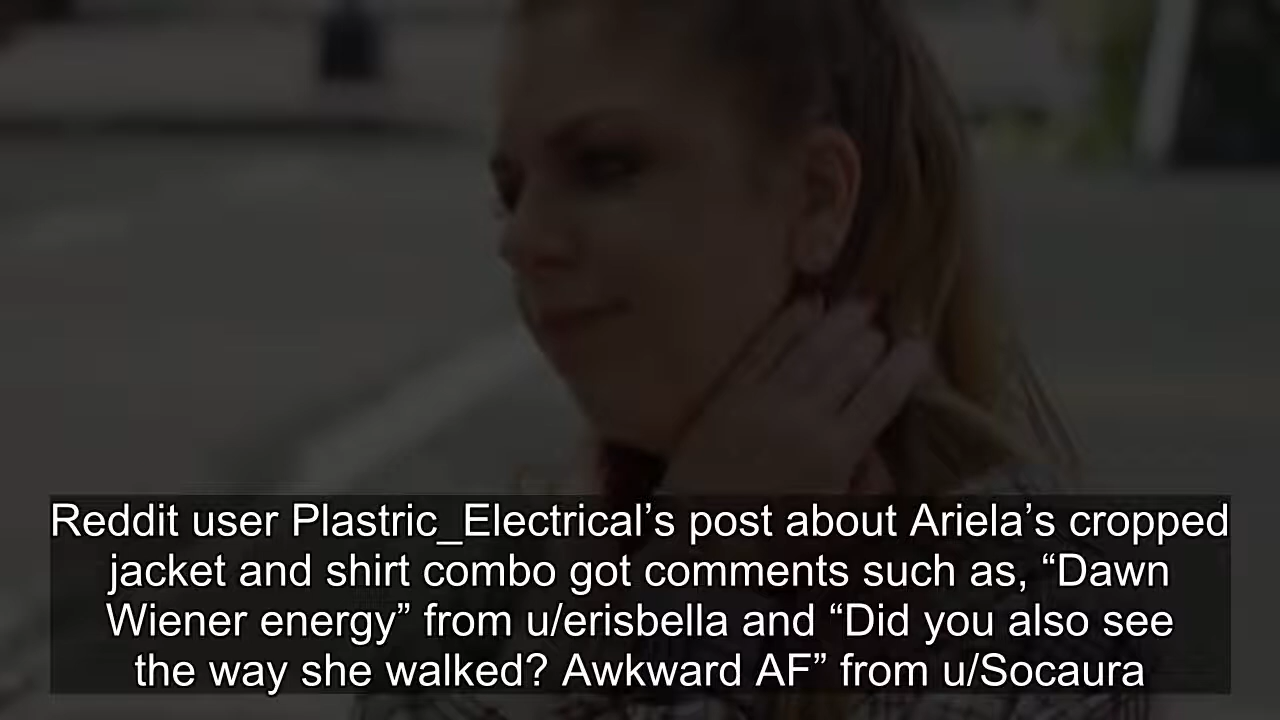 Reddit user Plastric_Electrical’s post about Ariela’s cropped
jacket and shirt combo got comments such as, “Dawn
Wiener energy” from u/erisbella and “Did you also see
the way she walked? Awkward AF” from u/Socaura